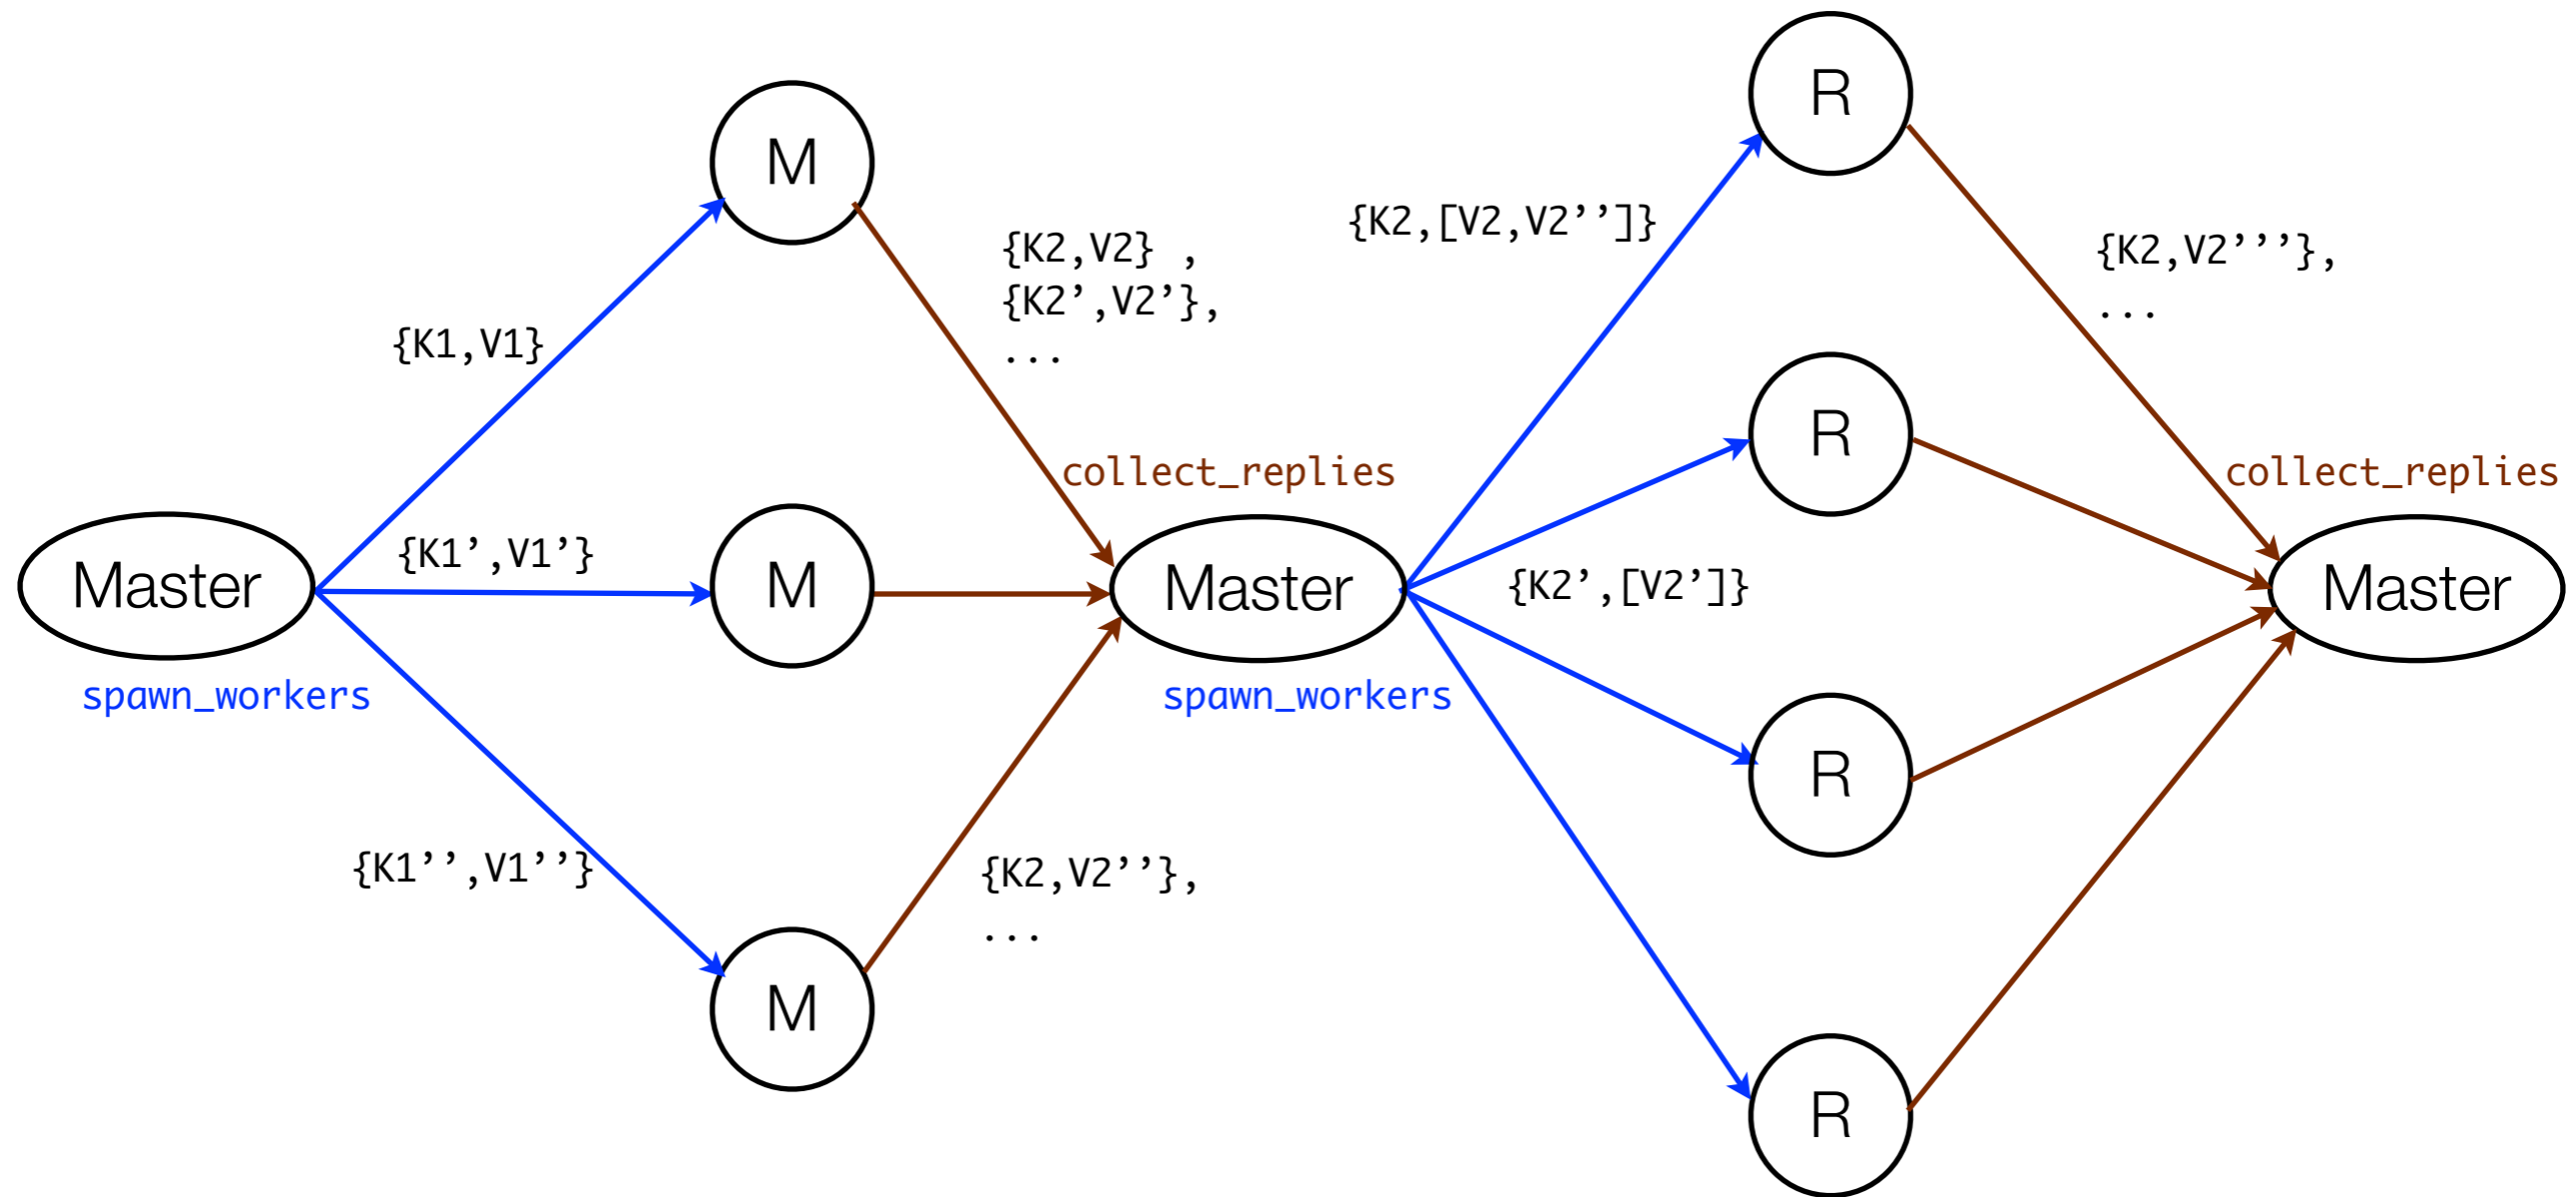 Master
spawn_workers
{K1,V1}
{K1’,V1’}
{K1’’,V1’’}
M
M
M
{K2,V2} ,
{K2’,V2’},
...
{K2,V2’’},
...
collect_replies
Master
spawn_workers
{K2,[V2,V2’’]}
{K2’,[V2’]}
R
R
R
R
{K2,V2’’’},
...
collect_replies
Master